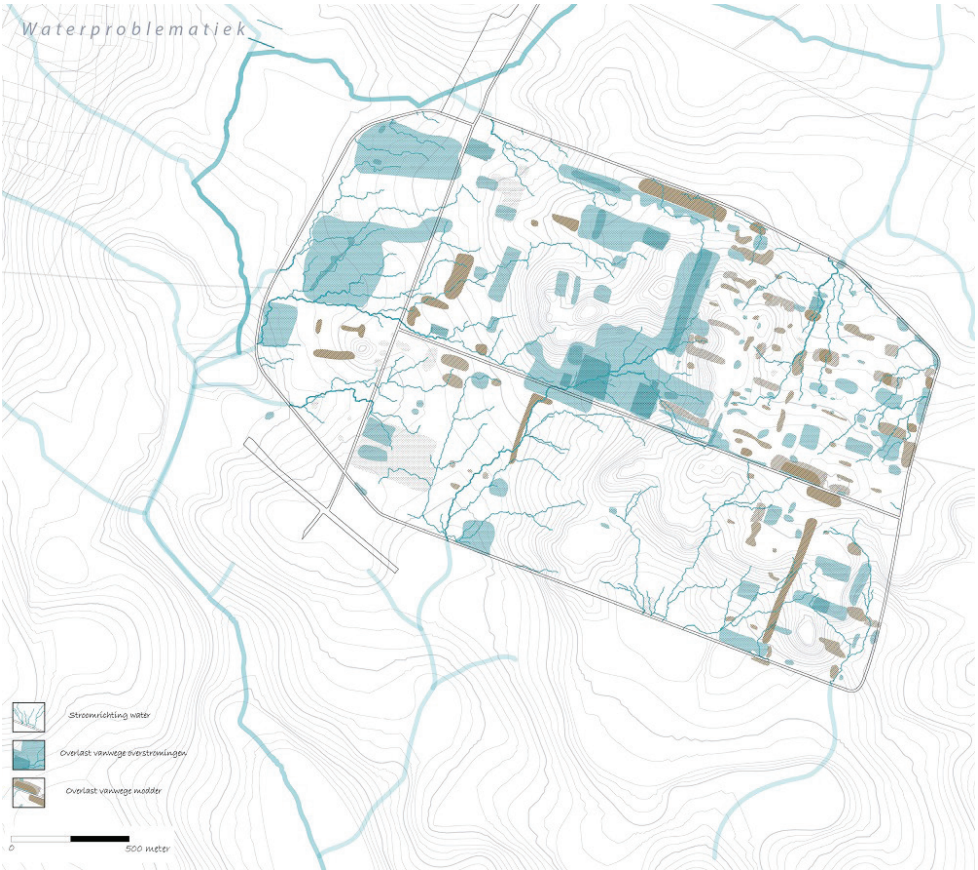 Waterproblematiek
Stroomrichting water
Overlast vanwege overstromingen
Overlast vanwege modder
0 500 meter